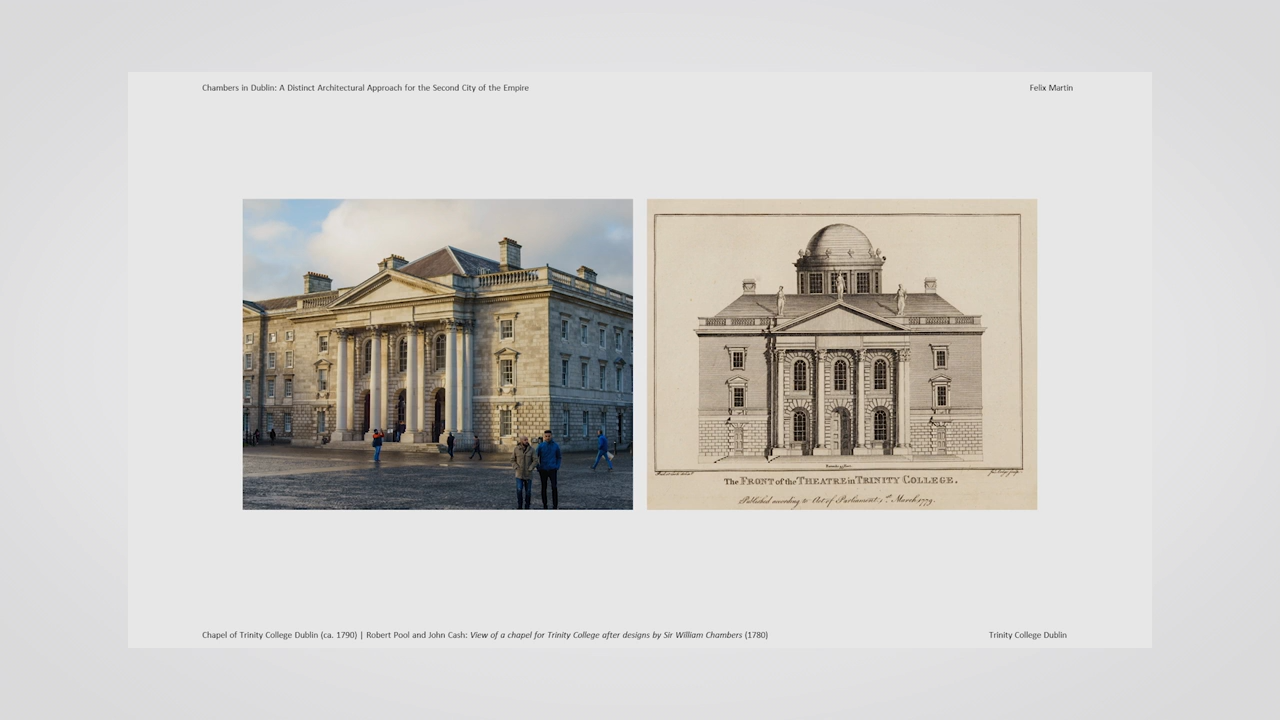 Chambers in Dublin: A Distinct Architectural Approach for the Second City of the Empire
Felix Martin
The FRONT of the THEATRE in TRINITY COLLEGE.
Published according to Act of Parliament 1st. March 1779.
Chapel of Trinity College Dublin (ca. 1790) | Robert Pool and John Cash: View of a chapel for Trinity College after designs by Sir William Chambers (1780)
Trinity College Dublin